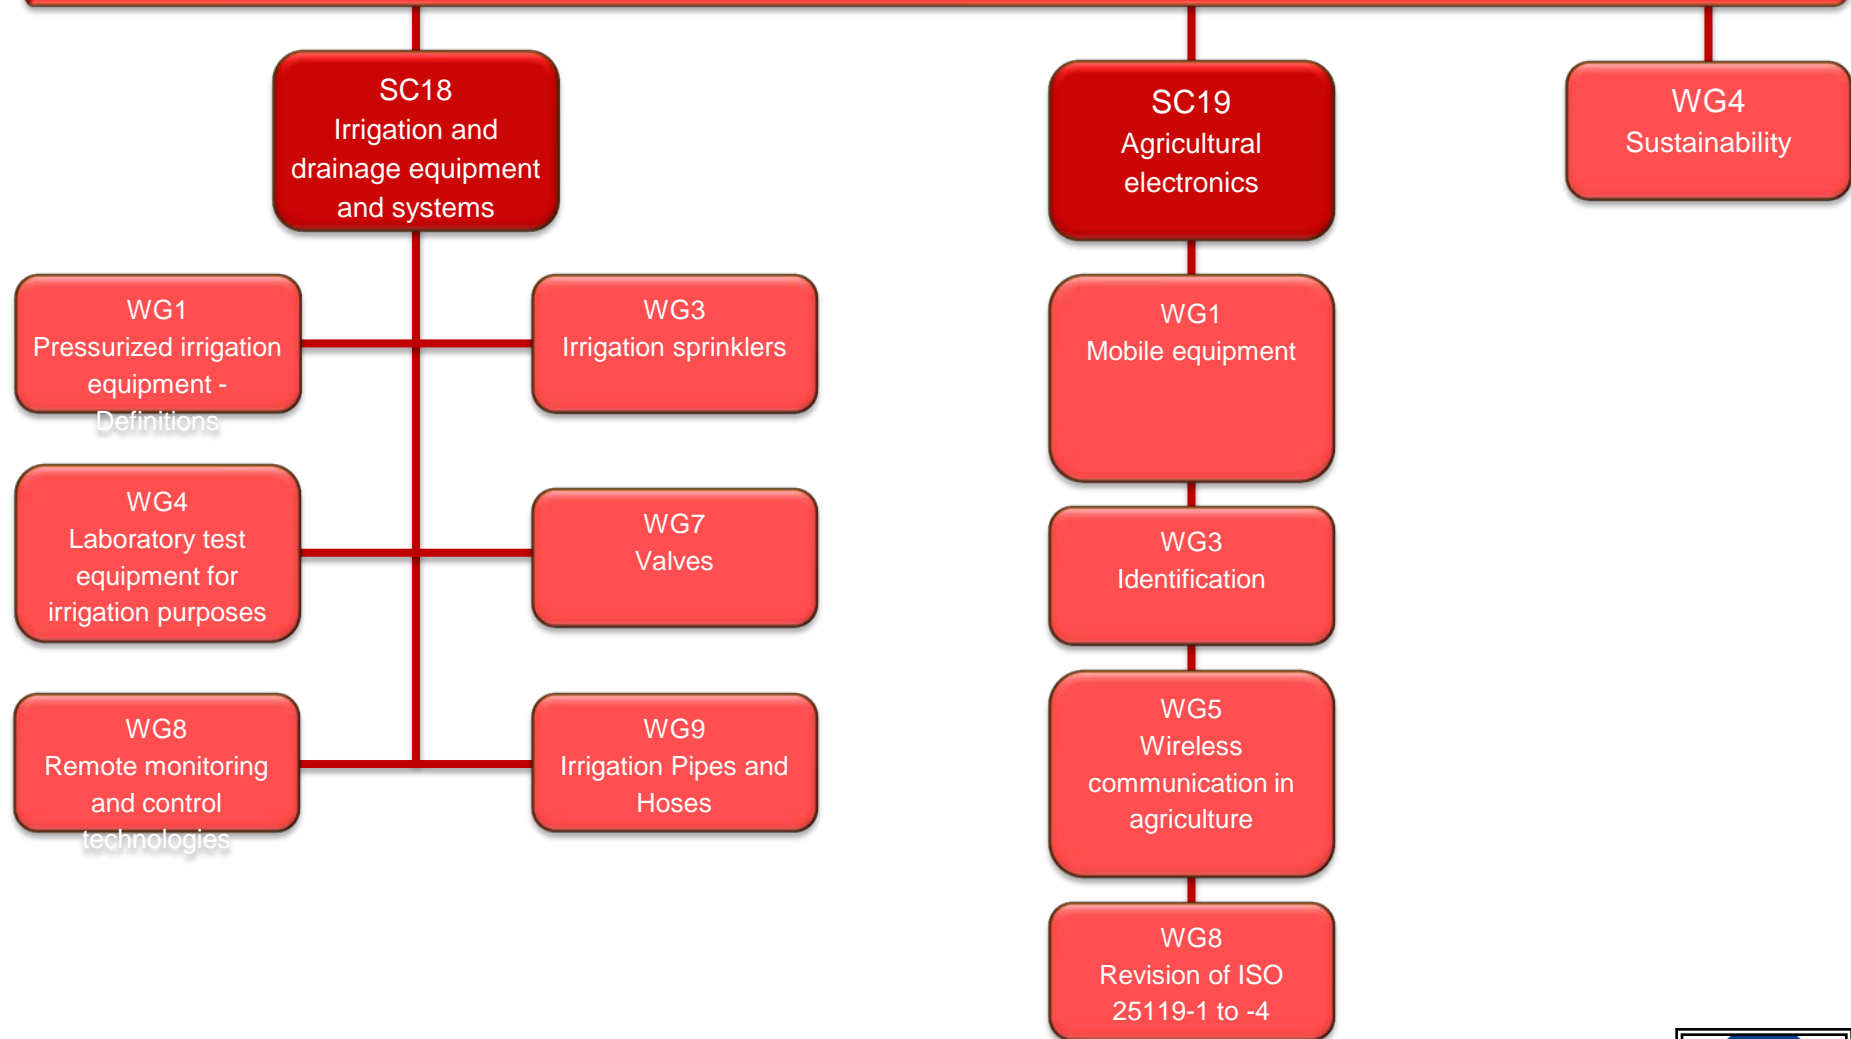 SC18
Irrigation and
drainage equipment
and systems
SC19
Agricultural
electronics
WG4
Sustainability
WG1
Pressurized irrigation
equipment -
Definitions
WG3
Irrigation sprinklers
WG1
Mobile equipment
WG4
Laboratory test
equipment for
irrigation purposes
WG7
Valves
WG3
Identification
WG8
Remote monitoring
and control
technologies
WG9
Irrigation Pipes and
Hoses
WG5
Wireless
communication in
agriculture
WG8
Revision of ISO
25119-1 to -4